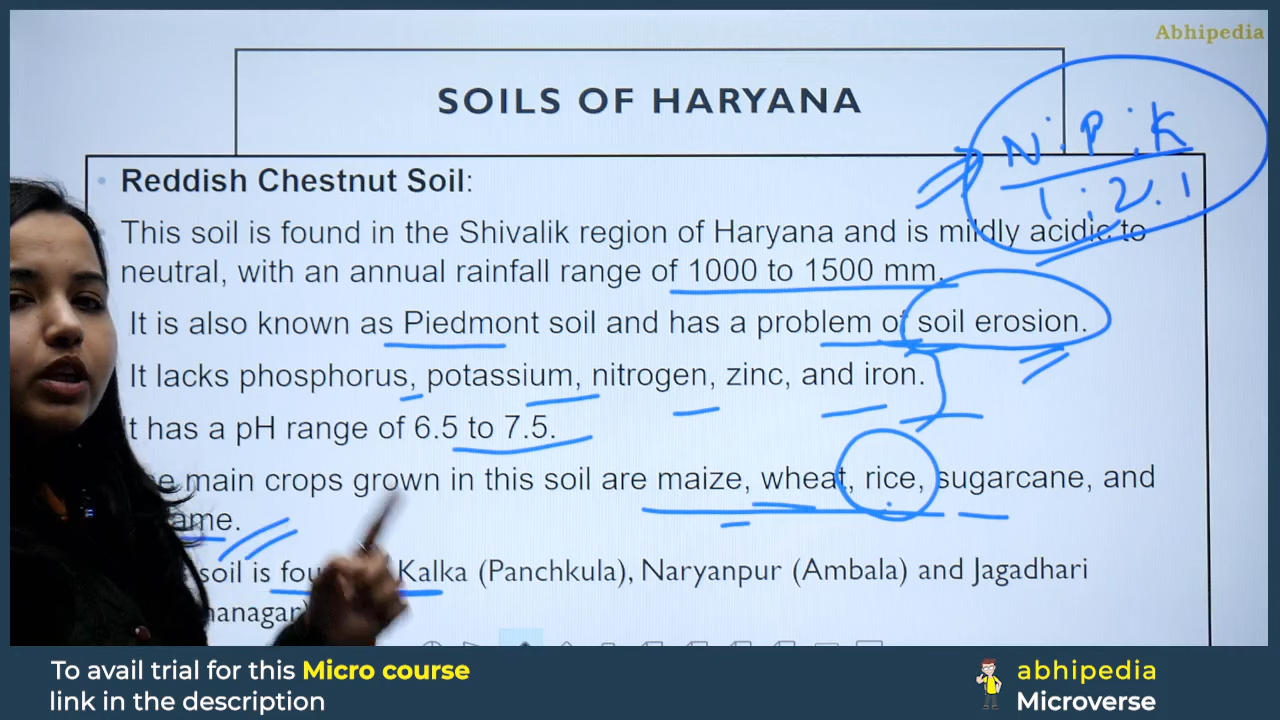 Abhipedia
SOILS OF HARYANA
N : P : K
1 : 2 : 1
Reddish Chestnut Soil:
This soil is found in the Shivalik region of Haryana and is mildly acidic to
neutral, with an annual rainfall range of 1000 to 1500 mm.
It is also known as Piedmont soil and has a problem of soil erosion.
It lacks phosphorus, potassium, nitrogen, zinc, and iron.
It has a pH range of 6.5 to 7.5.
main crops grown in this soil are maize, wheat, rice, sugarcane, and
soil is Kalka (Panchkula), Naryanpur (Ambala) and Jagadhari
To avail trial for this Micro course
link in the description
abhipedia
Microverse